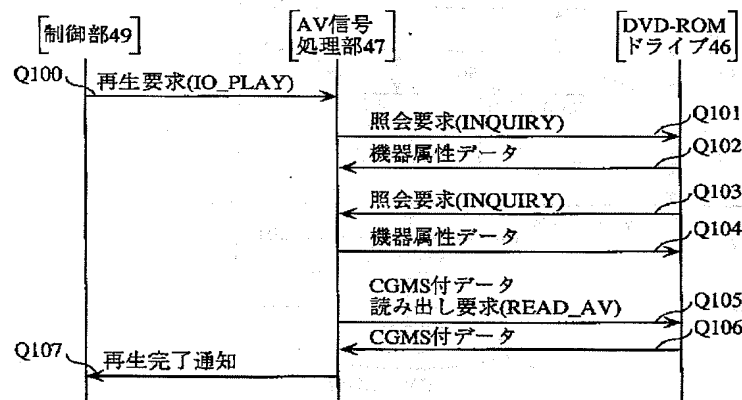 制御部49
AV信号
処理部47
DVD-ROM
ドライブ46
Q100
再生要求(IO_PLAY)
照会要求(INQUIRY)
Q101
機器属性データ
Q102
照会要求(INQUIRY)
Q103
機器属性データ
Q104
CGMS付データ
読み出し要求(READ_AV)
Q105
CGMS付データ
Q106
Q107
再生完了通知